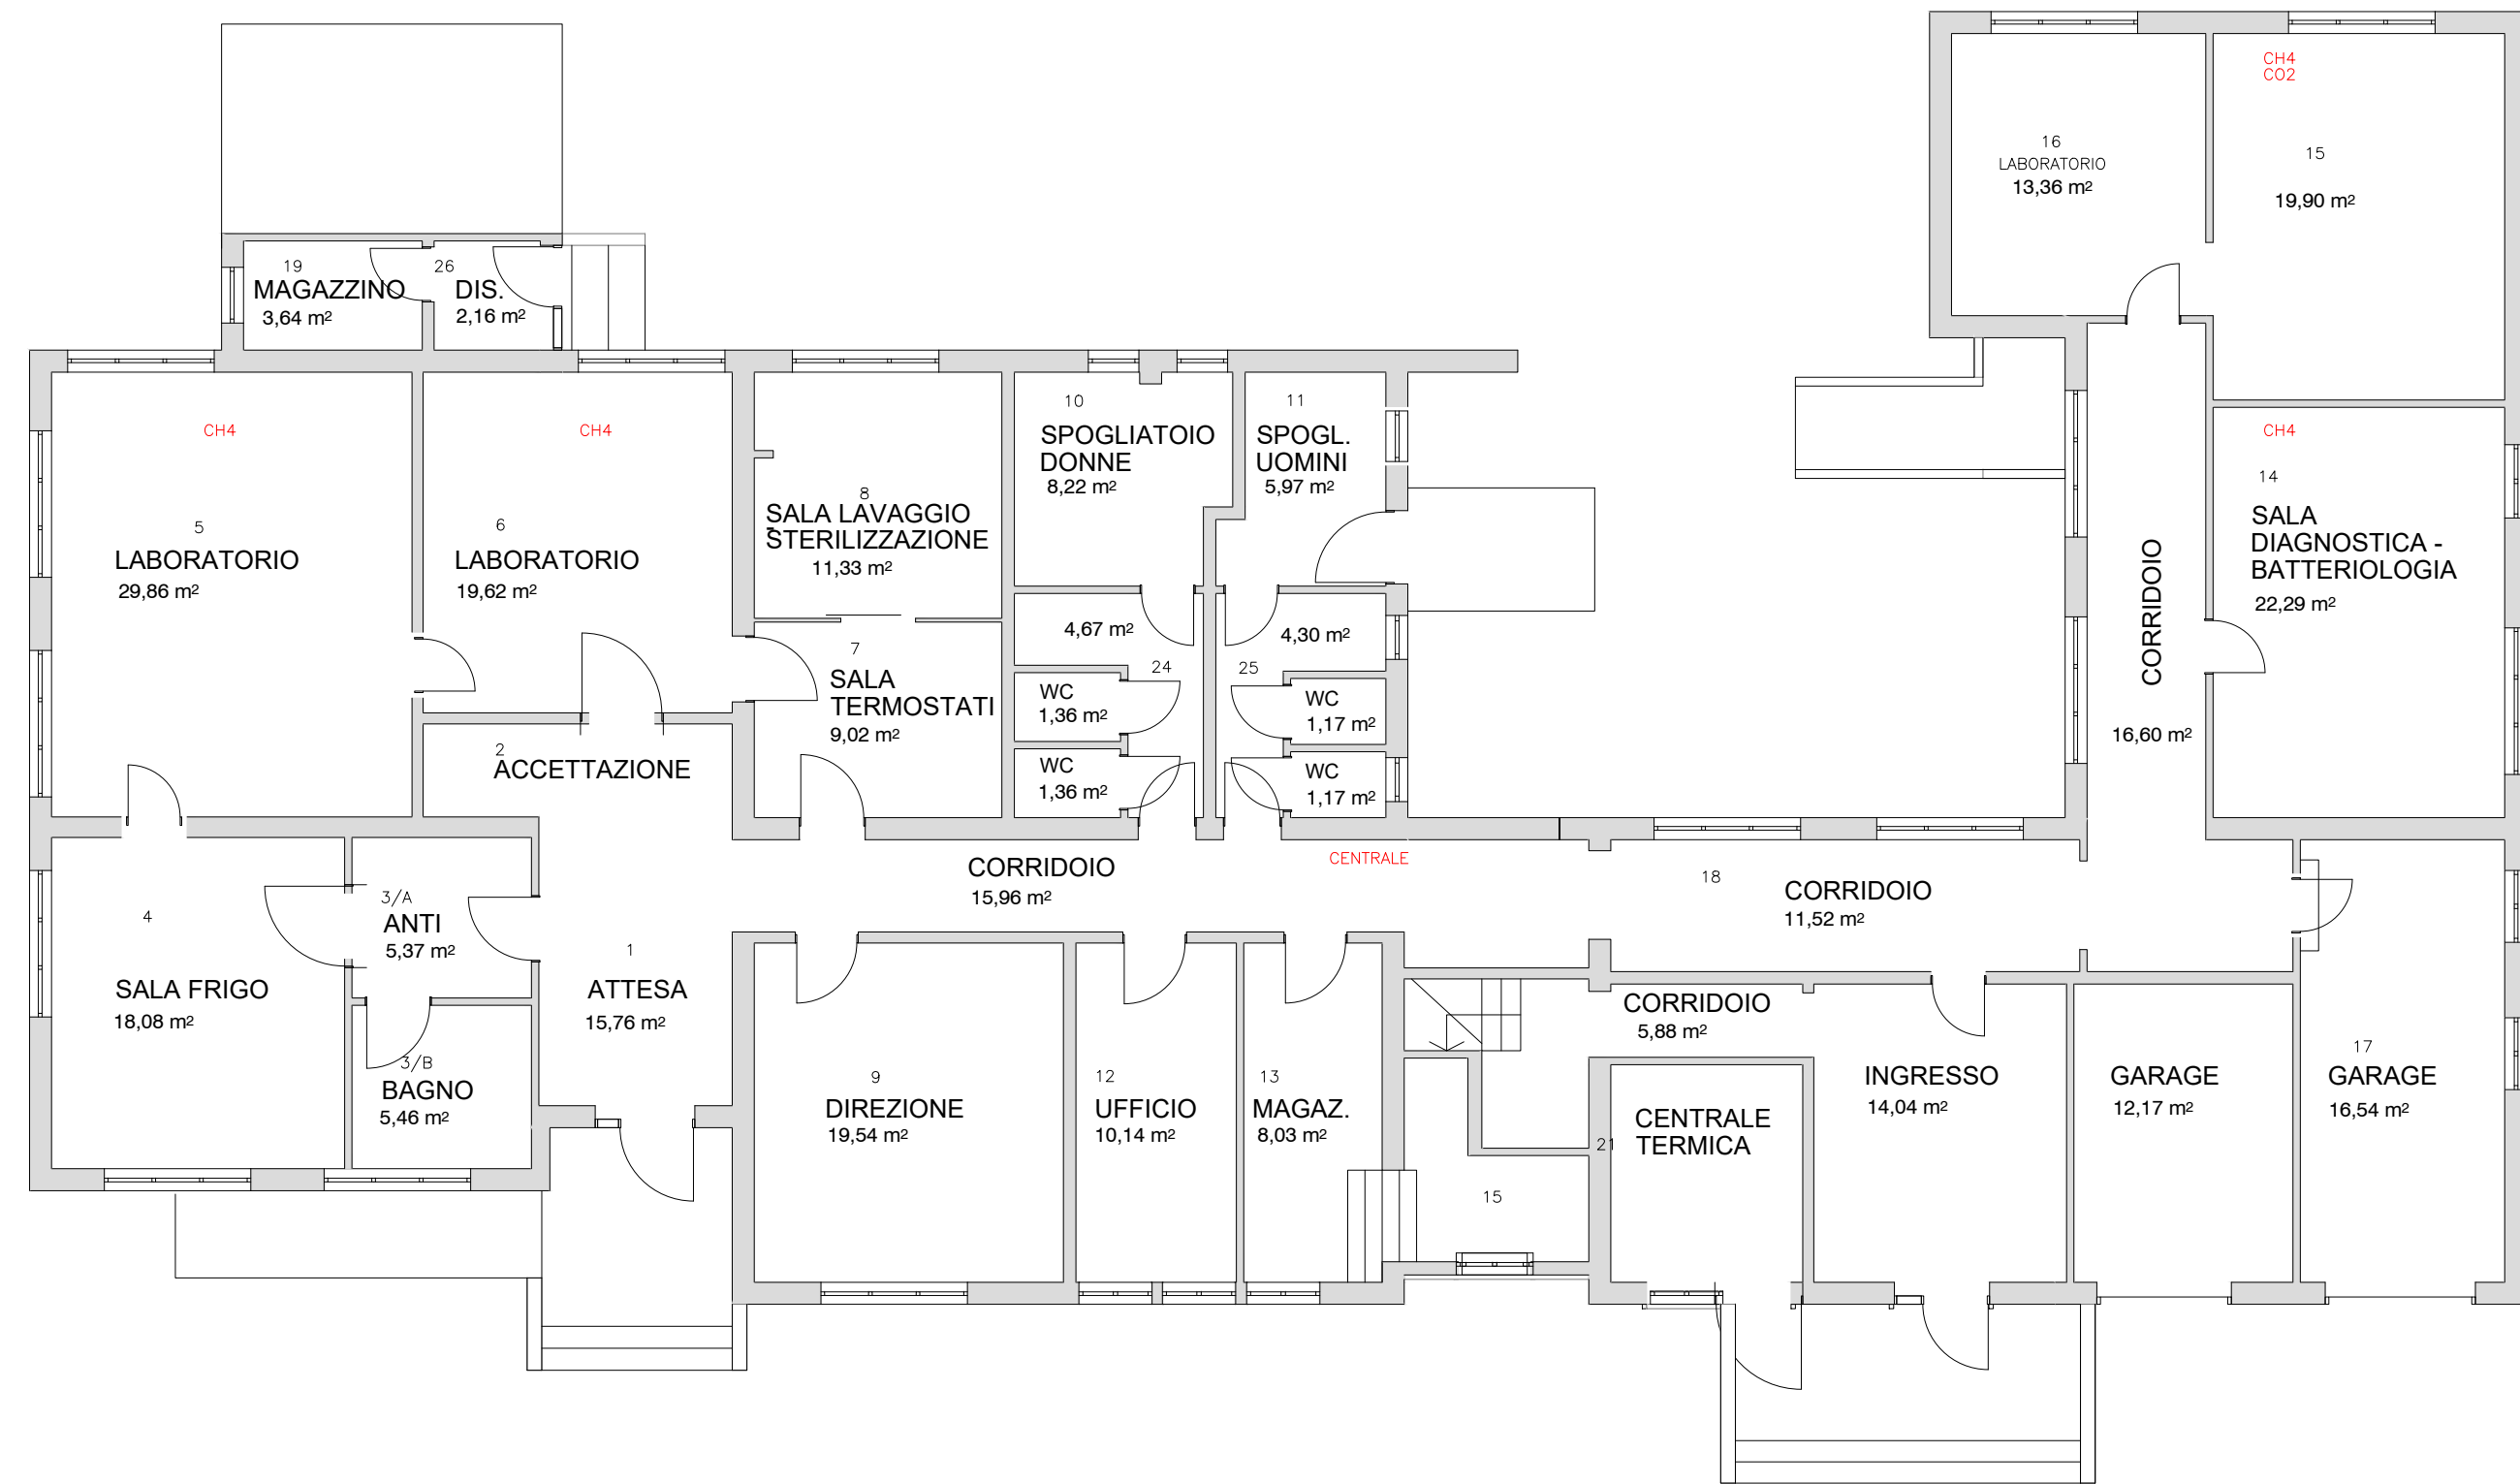 CH4
CO2
16
LABORATORIO
13,36 m²
15
19,90 m²
19
MAGAZZINO
3,64 m²
26
DIS.
2,16 m²
CH4
5
LABORATORIO
29,86 m²
CH4
6
LABORATORIO
19,62 m²
8
SALA LAVAGGIO
-STERILIZZAZIONE
11,33 m²
10
SPOGLIATOIO
DONNE
8,22 m²
11
SPOGL.
UOMINI
5,97 m²
CH4
14
SALA
DIAGNOSTICA -
BATTERIOLOGIA
22,29 m²
CORRIDOIO
16,60 m²
7
SALA
TERMOSTATI
9,02 m²
4,67 m²
24
WC
1,36 m²
WC
1,36 m²
4,30 m²
25
WC
1,17 m²
WC
1,17 m²
2
ACCETTAZIONE
CENTRALE
CORRIDOIO
15,96 m²
18
CORRIDOIO
11,52 m²
4
SALA FRIGO
18,08 m²
3/A
ANTI
5,37 m²
3/B
BAGNO
5,46 m²
1
ATTESA
15,76 m²
9
DIREZIONE
19,54 m²
12
UFFICIO
10,14 m²
13
MAGAZ.
8,03 m²
CORRIDOIO
5,88 m²
15
21
CENTRALE
TERMICA
INGRESSO
14,04 m²
GARAGE
12,17 m²
17
GARAGE
16,54 m²